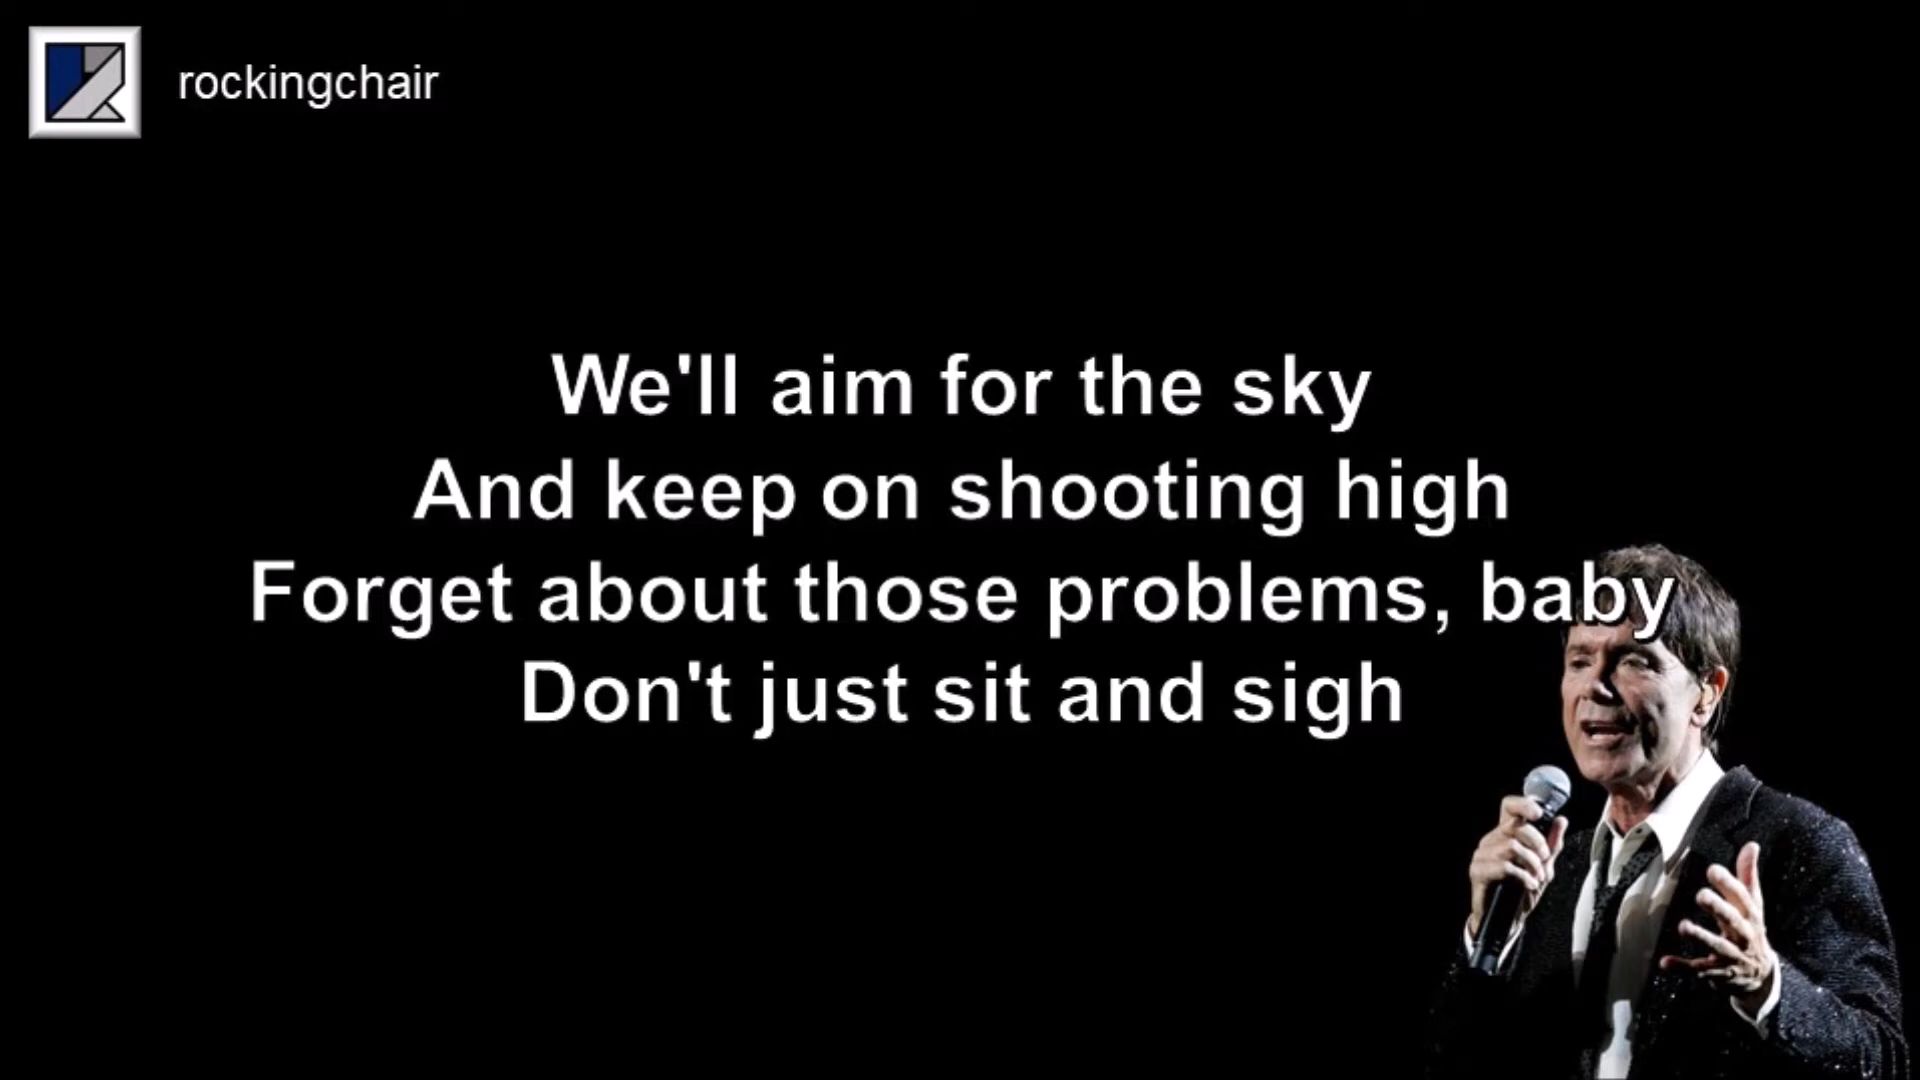 rockingchair
We'll aim for the sky
And keep on shooting high
Forget about those problems, baby
Don't just sit and sigh